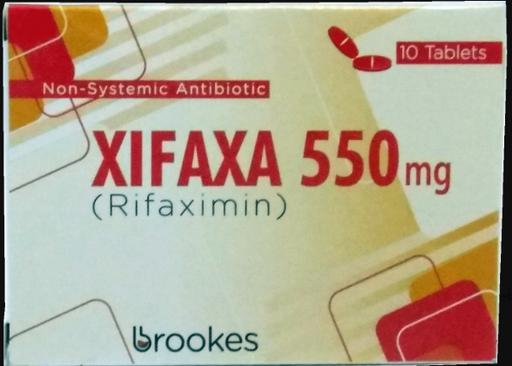 10 Tablets
Non-Systemic Antibiotic
XIFAXA 550mg
(Rifaximin)
brookes